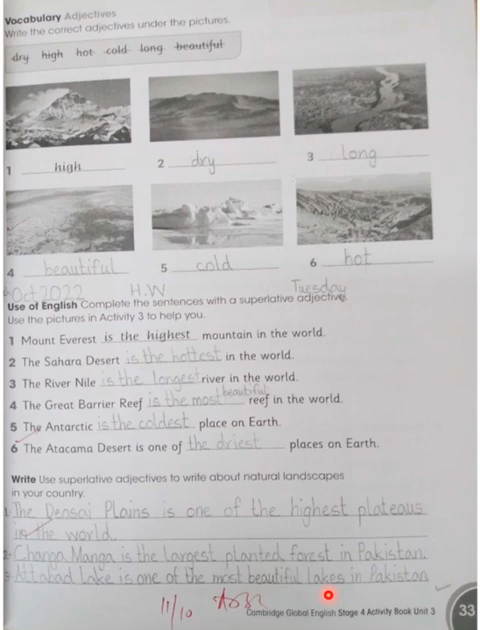 Vocabulary Adjectives
Write the correct adjectives under the pictures.
dry high hot cold long beautiful
1 high 2 dry 3 long
4 beautiful 5 cold 6 hot
Oct 2022 H.W Tuesday
Use of English Complete the sentences with a superlative adjective.
Use the pictures in Activity 3 to help you.
1 Mount Everest is the highest mountain in the world.
2 The Sahara Desert is the hottest in the world.
3 The River Nile is the longest river in the world.
4 The Great Barrier Reef is the most beautiful reef in the world.
5 The Antarctic is the coldest place on Earth.
6 The Atacama Desert is one of the driest places on Earth.
Write Use superlative adjectives to write about natural landscapes
in your country.
1- The Deosai Plains is one of the highest plateaus
in the world.
2- Changa Manga is the largest planted forest in Pakistan.
3- Attabad Lake is one of the most beautiful lakes in Pakistan
11/10
Cambridge Global English Stage 4 Activity Book Unit 3 33